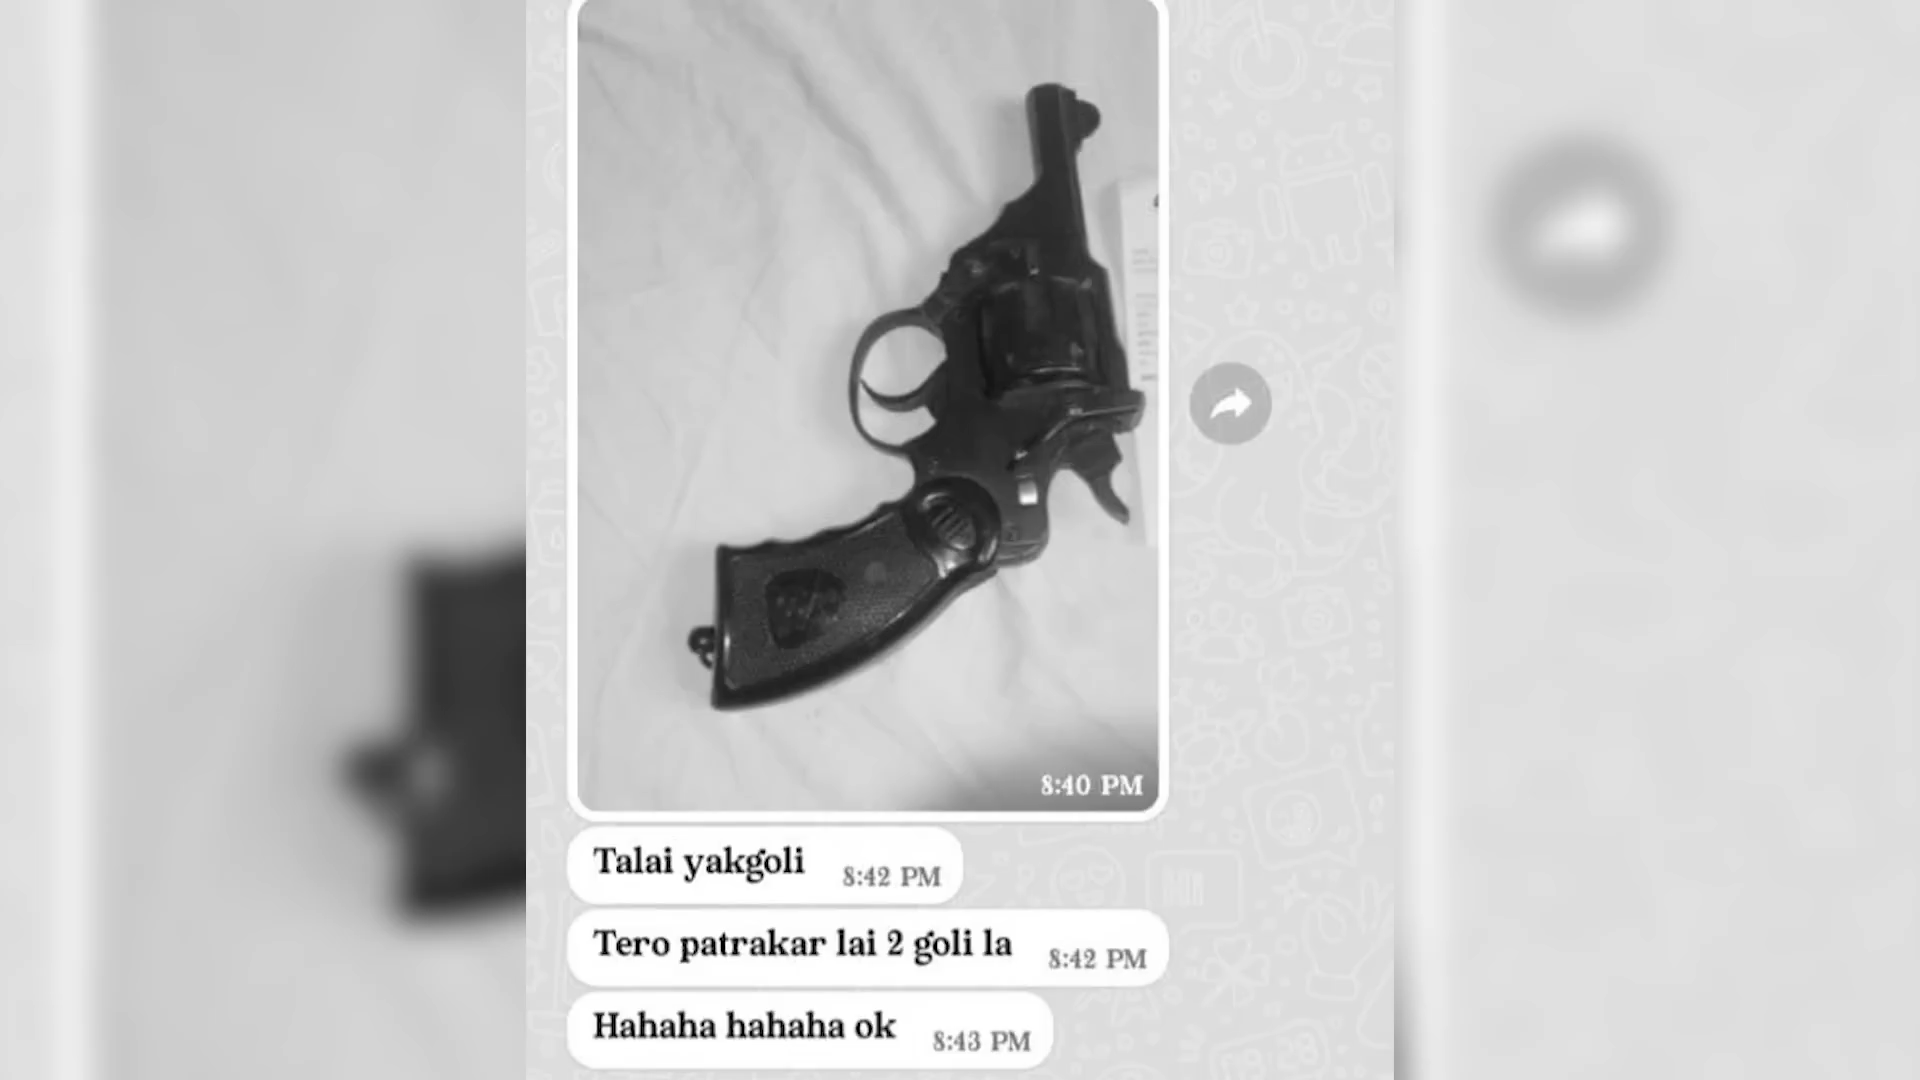 8:40 PM
Talai yakgoli 8:42 PM
Tero patrakar lai 2 goli la 8:42 PM
Hahaha hahaha ok 8:43 PM